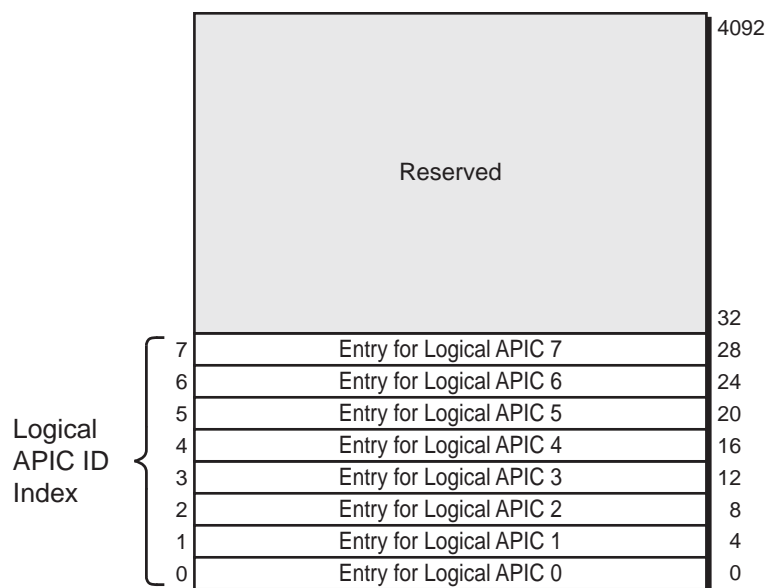 4092
Reserved
32
7 Entry for Logical APIC 7 28
6 Entry for Logical APIC 6 24
5 Entry for Logical APIC 5 20
4 Entry for Logical APIC 4 16
3 Entry for Logical APIC 3 12
2 Entry for Logical APIC 2 8
1 Entry for Logical APIC 1 4
0 Entry for Logical APIC 0 0
Logical
APIC ID
Index